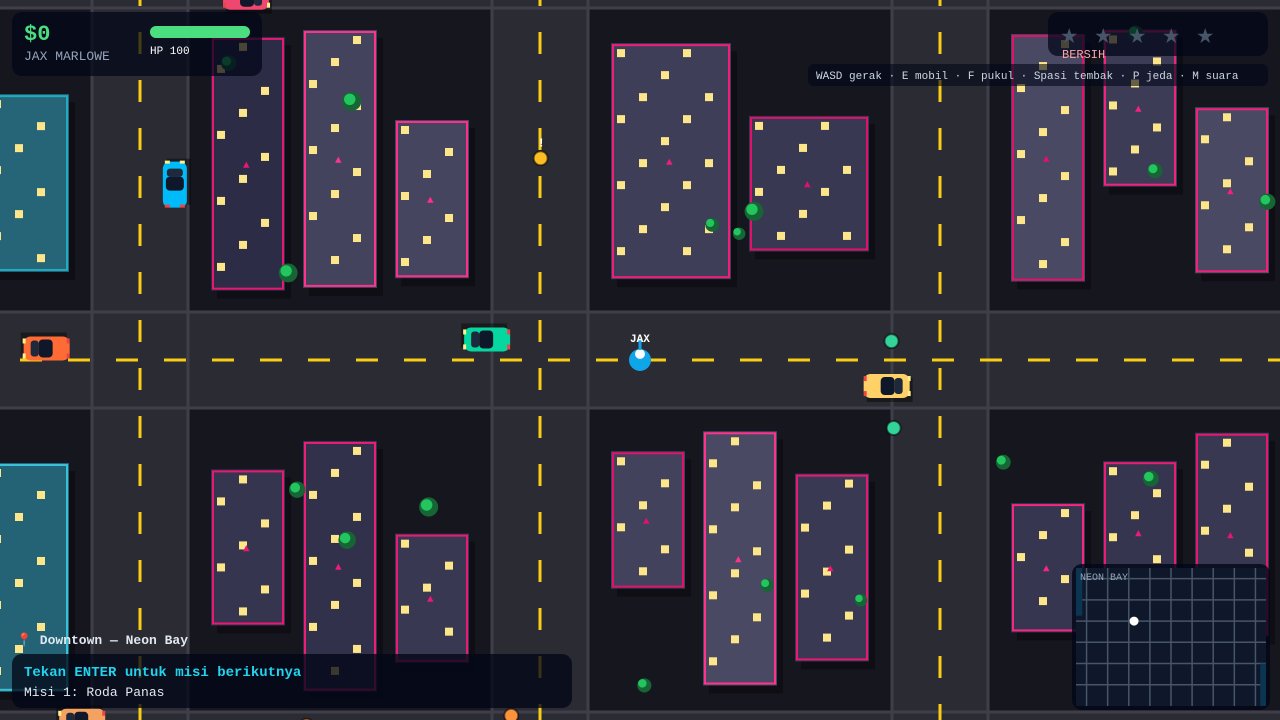 $0
JAX MARLOWE
HP 100
BERSIH
WASD gerak · E mobil · F pukul · Spasi tembak · P jeda · M suara
JAX
📍 Downtown — Neon Bay
Tekan ENTER untuk misi berikutnya
Misi 1: Roda Panas
NEON BAY